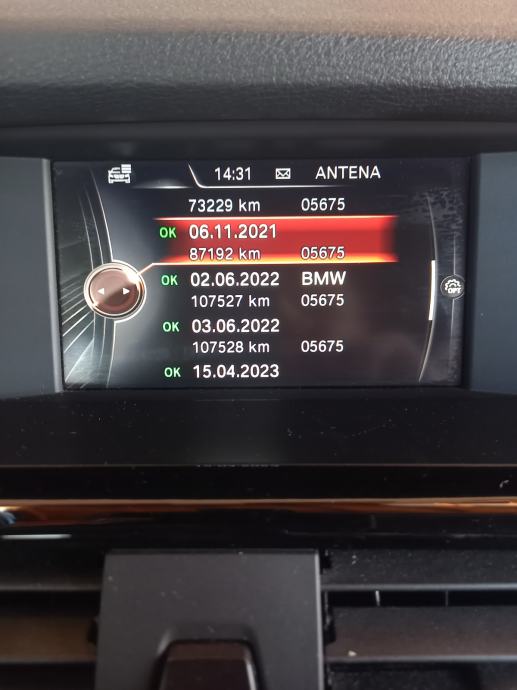 14:31 ANTENA
73229 km 05675
OK 06.11.2021
87192 km 05675
OK 02.06.2022 BMW
107527 km 05675
OK 03.06.2022
107528 km 05675
OK 15.04.2023
OPT